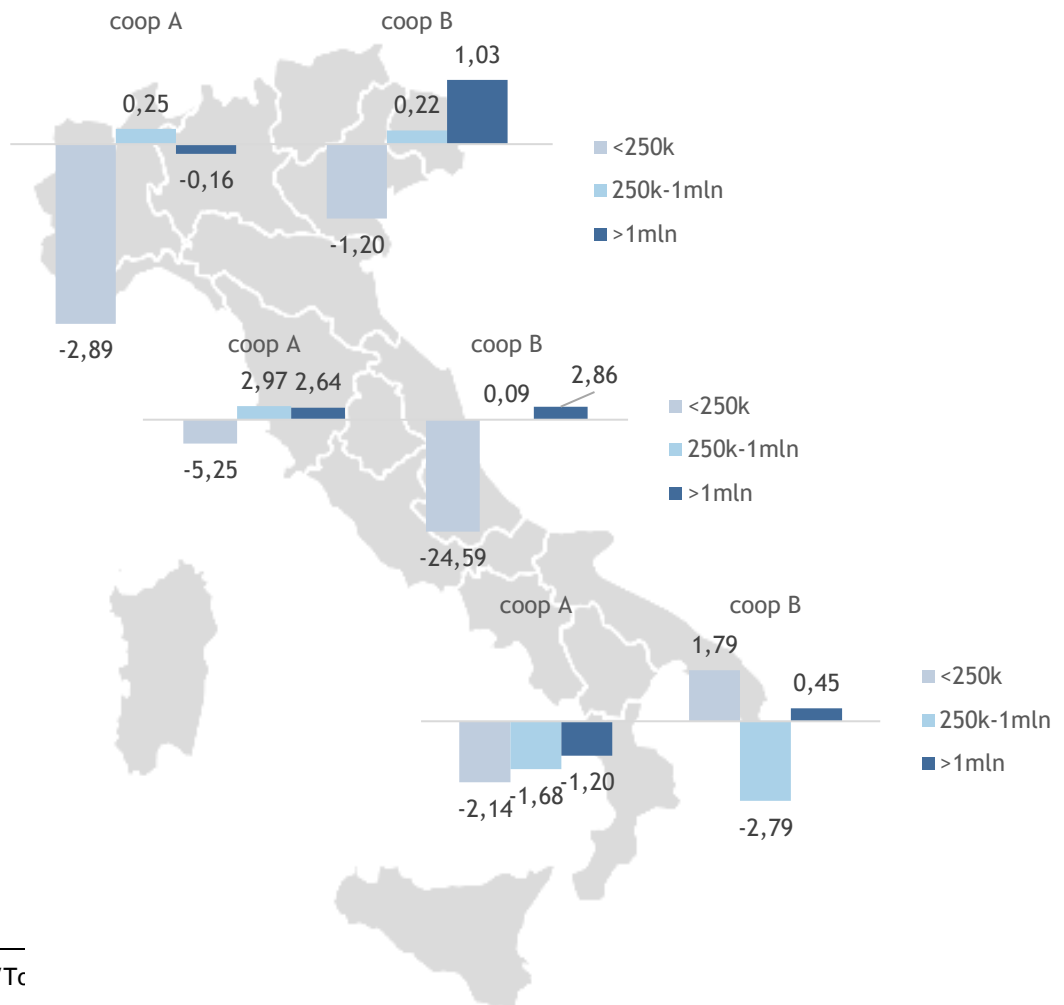 coop A
coop B
1,03
0,25
0,22
-0,16
-1,20
-2,89
<250k
250k-1mln
>1mln
coop A
coop B
2,97
2,64
0,09
2,86
-5,25
-24,59
<250k
250k-1mln
>1mln
coop A
coop B
1,79
0,45
-2,14
-1,68
-1,20
-2,79
<250k
250k-1mln
>1mln